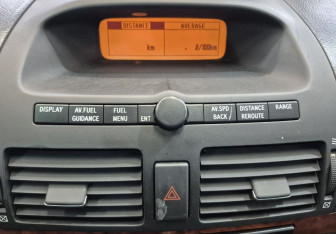 DISTANCE AVERAGE
km . l/100km
DISPLAY AV.FUEL GUIDANCE FUEL MENU ENT AV.SPD BACK/ DISTANCE REROUTE RANGE